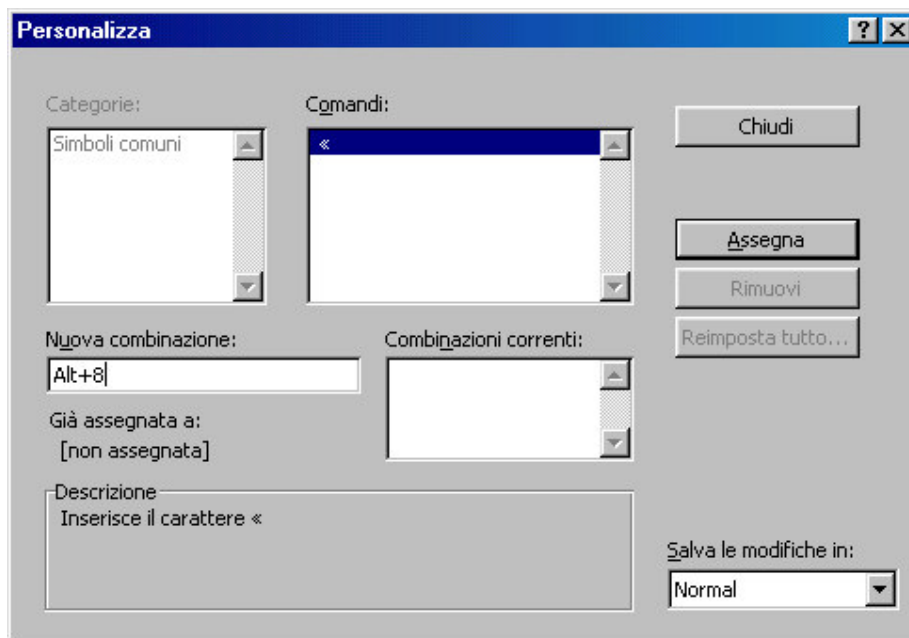 Personalizza
Categorie:
Comandi:
Simboli comuni
«
Chiudi
Assegna
Rimuovi
Reimposta tutto...
Nuova combinazione:
Combinazioni correnti:
Alt+8
Già assegnata a:
[non assegnata]
Descrizione
Inserisce il carattere «
Salva le modifiche in:
Normal